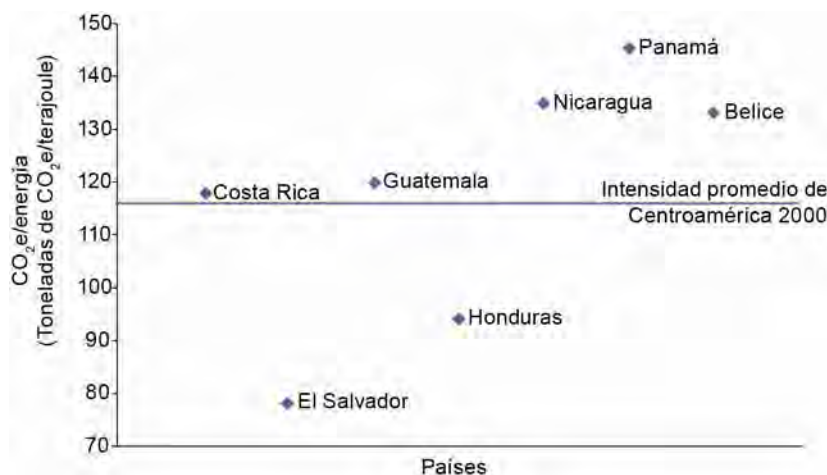 CO2e/energía
(Toneladas de CO2e/terajoule)
150
140
130
120
110
100
90
80
70
Panamá
Nicaragua
Belice
Costa Rica
Guatemala
Intensidad promedio de
Centroamérica 2000
Honduras
El Salvador
Países